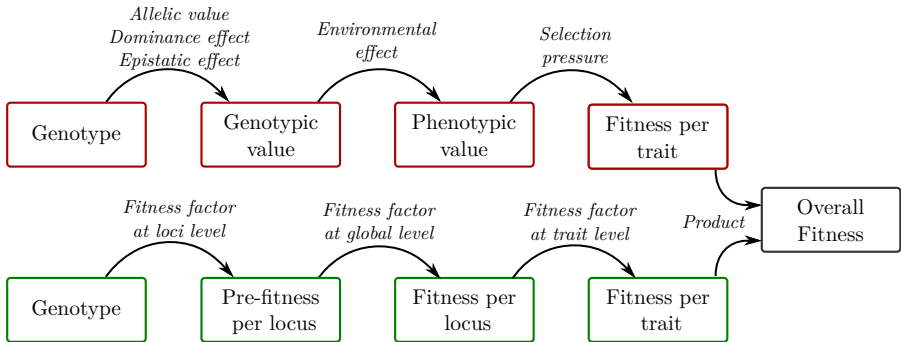 Allelic value
Dominance effect
Epistatic effect
Environmental
effect
Selection
pressure
Genotype
Genotypic
value
Phenotypic
value
Fitness per
trait
Fitness factor
at loci level
Fitness factor
at global level
Fitness factor
at trait level
Product
Overall
Fitness
Genotype
Pre-fitness
per locus
Fitness per
locus
Fitness per
trait